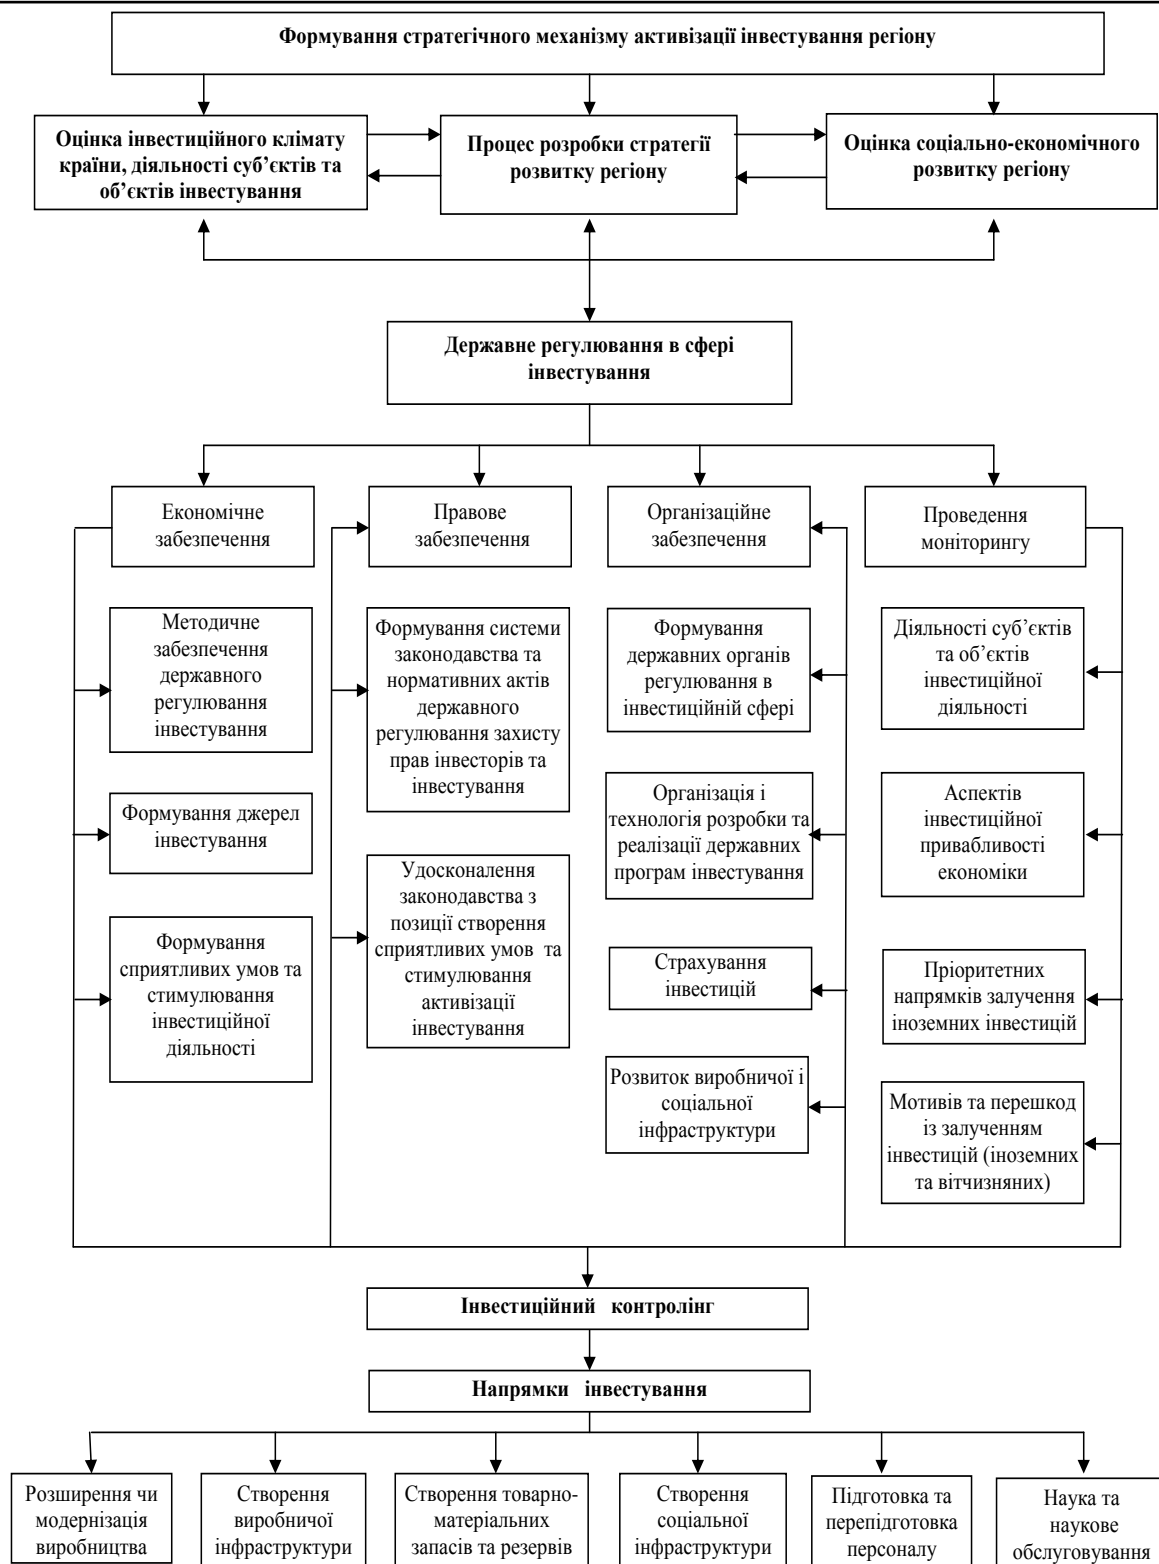 Формування стратегічного механізму активізації інвестування регіону
Оцінка інвестиційного клімату
країни, діяльності суб’єктів та
об’єктів інвестування
Процес розробки стратегії
розвитку регіону
Оцінка соціально-економічного
розвитку регіону
Державне регулювання в сфері
інвестування
Економічне
забезпечення
Правове
забезпечення
Організаційне
забезпечення
Проведення
моніторингу
Методичне
забезпечення
державного
регулювання
інвестування
Формування джерел
інвестування
Формування
сприятливих умов та
стимулювання
інвестиційної
діяльності
Формування системи
законодавства та
нормативних актів
державного
регулювання захисту
прав інвесторів та
інвестування
Удосконалення
законодавства з
позиції створення
сприятливих умов та
стимулювання
активізації
інвестування
Формування
державних органів
регулювання в
інвестиційній сфері
Організація і
технологія розробки та
реалізації державних
програм інвестування
Страхування
інвестицій
Розвиток виробничої і
соціальної
інфраструктури
Діяльності суб’єктів
та об’єктів
інвестиційної
діяльності
Аспектів
інвестиційної
привабливості
економіки
Пріоритетних
напрямків залучення
іноземних інвестицій
Мотивів та перешкод
із залученням
інвестицій (іноземних
та вітчизняних)
Інвестиційний контролінг
Напрямки інвестування
Розширення чи
модернізація
виробництва
Створення
виробничої
інфраструктури
Створення товарно-
матеріальних
запасів та резервів
Створення
соціальної
інфраструктури
Підготовка та
перепідготовка
персоналу
Наука та
наукове
обслуговування